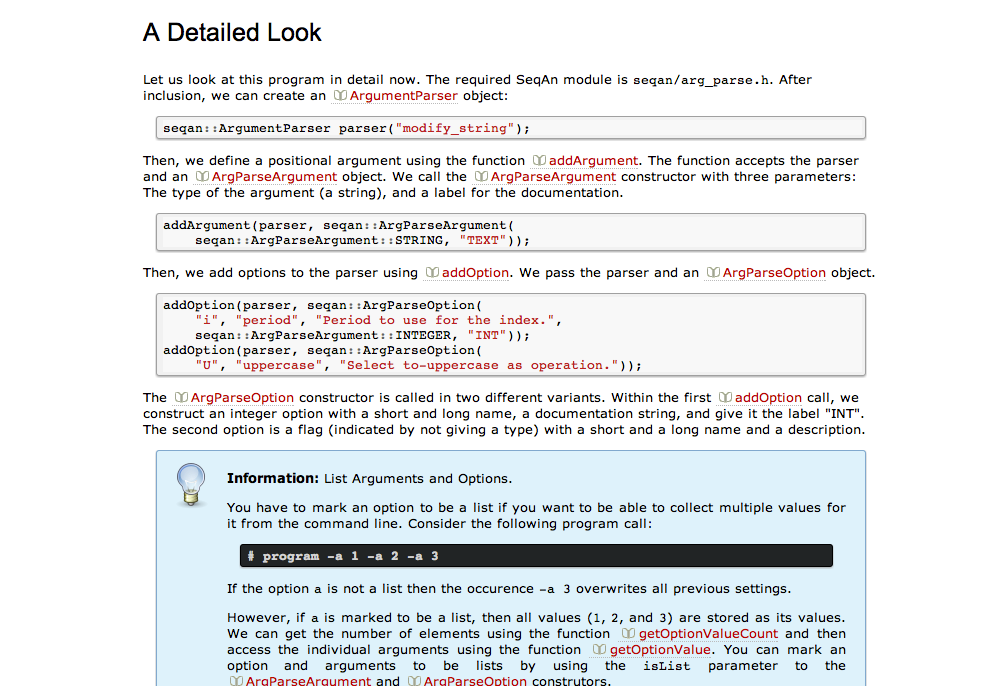 A Detailed Look
Let us look at this program in detail now. The required SeqAn module is seqan/arg_parse.h. After
inclusion, we can create an ArgumentParser object:
seqan::ArgumentParser parser("modify_string");
Then, we define a positional argument using the function addArgument. The function accepts the parser
and an ArgParseArgument object. We call the ArgParseArgument constructor with three parameters:
The type of the argument (a string), and a label for the documentation.
addArgument(parser, seqan::ArgParseArgument(
seqan::ArgParseArgument::STRING, "TEXT"));
Then, we add options to the parser using addOption. We pass the parser and an ArgParseOption object.
addOption(parser, seqan::ArgParseOption(
"i", "period", "Period to use for the index.",
seqan::ArgParseArgument::INTEGER, "INT"));
addOption(parser, seqan::ArgParseOption(
"U", "uppercase", "Select to-uppercase as operation."));
The ArgParseOption constructor is called in two different variants. Within the first addOption call, we
construct an integer option with a short and long name, a documentation string, and give it the label "INT".
The second option is a flag (indicated by not giving a type) with a short and a long name and a description.
Information: List Arguments and Options.
You have to mark an option to be a list if you want to be able to collect multiple values for
it from the command line. Consider the following program call:
# program -a 1 -a 2 -a 3
If the option a is not a list then the occurence -a 3 overwrites all previous settings.
However, if a is marked to be a list, then all values (1, 2, and 3) are stored as its values.
We can get the number of elements using the function getOptionValueCount and then
access the individual arguments using the function getOptionValue. You can mark an
option and arguments to be lists by using the isList parameter to the
ArgParseArgument and ArgParseOption construtors.